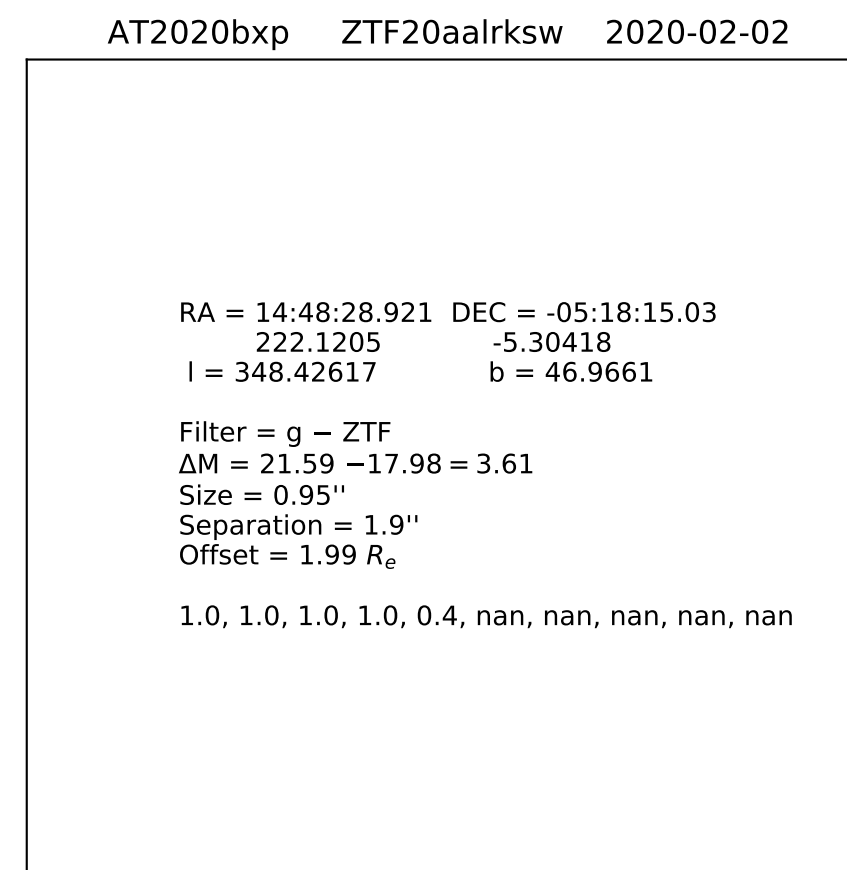 AT2020bxp ZTF20aalrksw 2020-02-02
RA = 14:48:28.921 DEC = -05:18:15.03
222.1205 -5.30418
l = 348.42617 b = 46.9661
Filter = g − ZTF
ΔM = 21.59 −17.98 = 3.61
Size = 0.95''
Separation = 1.9''
Offset = 1.99 Re
1.0, 1.0, 1.0, 1.0, 0.4, nan, nan, nan, nan, nan